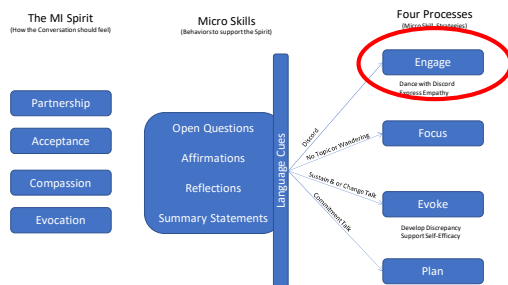 The MI Spirit
(How the Conversation should feel)
Partnership
Acceptance
Compassion
Evocation
Micro Skills
(Behaviors to support the Spirit)
Open Questions
Affirmations
Reflections
Summary Statements
Language Cues
Discord
No Topic or Wandering
Sustain & or Change Talk
Commitment Talk
Four Processes
(Micro Skill Strategies)
Engage
Dance with Discord
Express Empathy
Focus
Evoke
Develop Discrepancy
Support Self-Efficacy
Plan